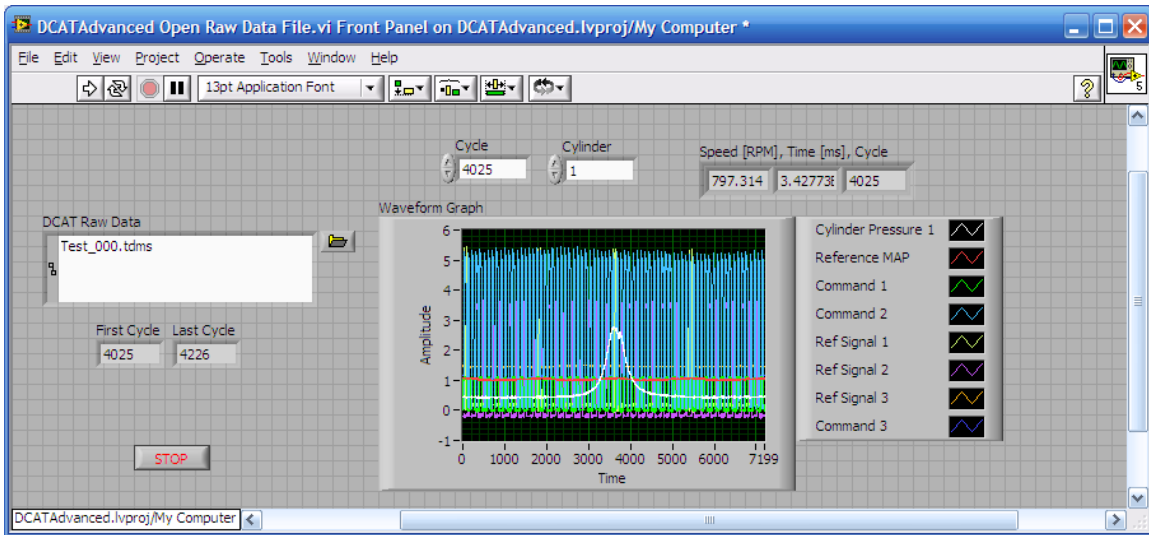 DCATAdvanced Open Raw Data File.vi Front Panel on DCATAdvanced.lvproj/My Computer *
File Edit View Project Operate Tools Window Help
13pt Application Font
?
5
Cycle
4025
Cylinder
1
Speed [RPM], Time [ms], Cycle
797.314 3.42773E 4025
DCAT Raw Data
Test_000.tdms
First Cycle Last Cycle
4025 4226
STOP
Waveform Graph
Amplitude
6
5
4
3
2
1
0
-1
0 1000 2000 3000 4000 5000 6000 7199
Time
Cylinder Pressure 1
Reference MAP
Command 1
Command 2
Ref Signal 1
Ref Signal 2
Ref Signal 3
Command 3
DCATAdvanced.lvproj/My Computer